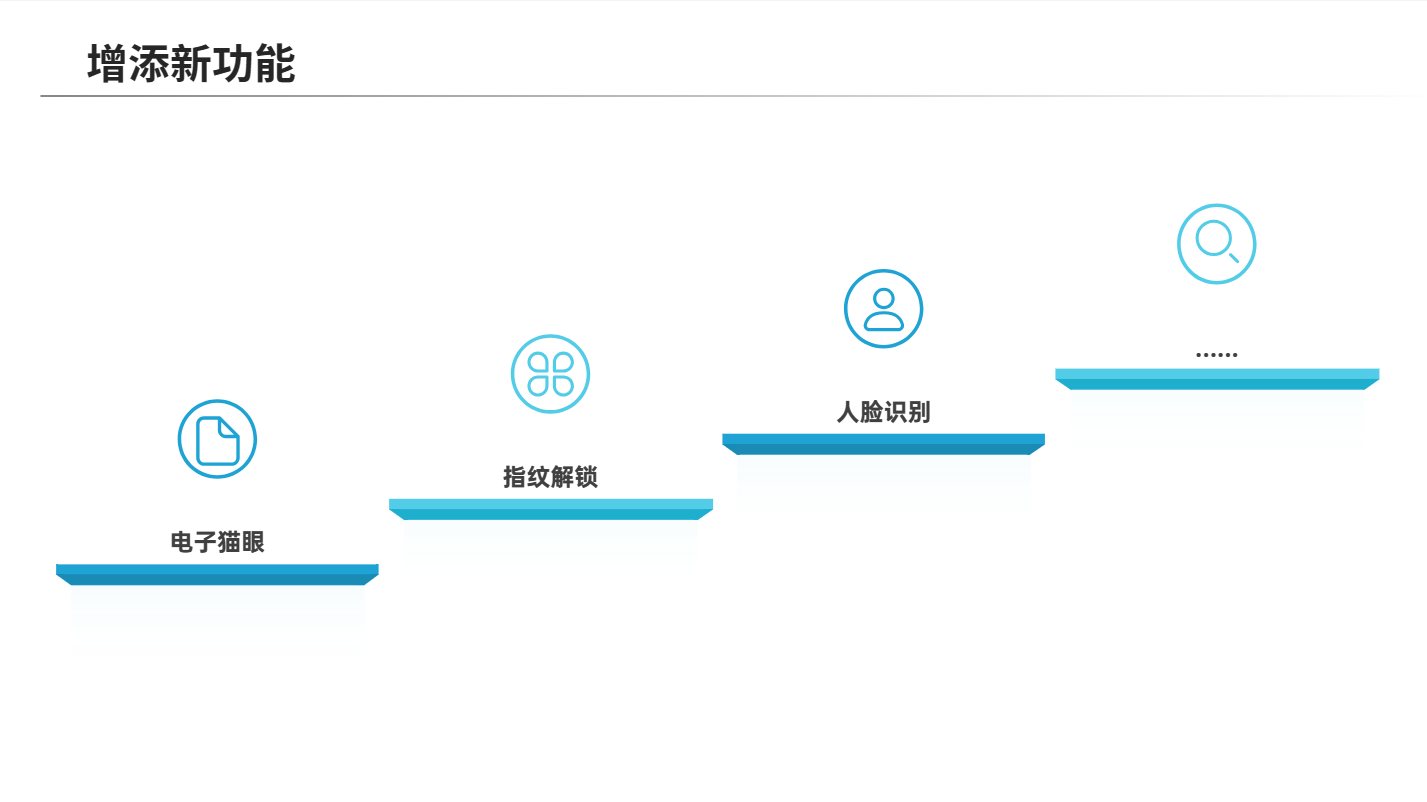 增添新功能
电子猫眼
指纹解锁
人脸识别
……